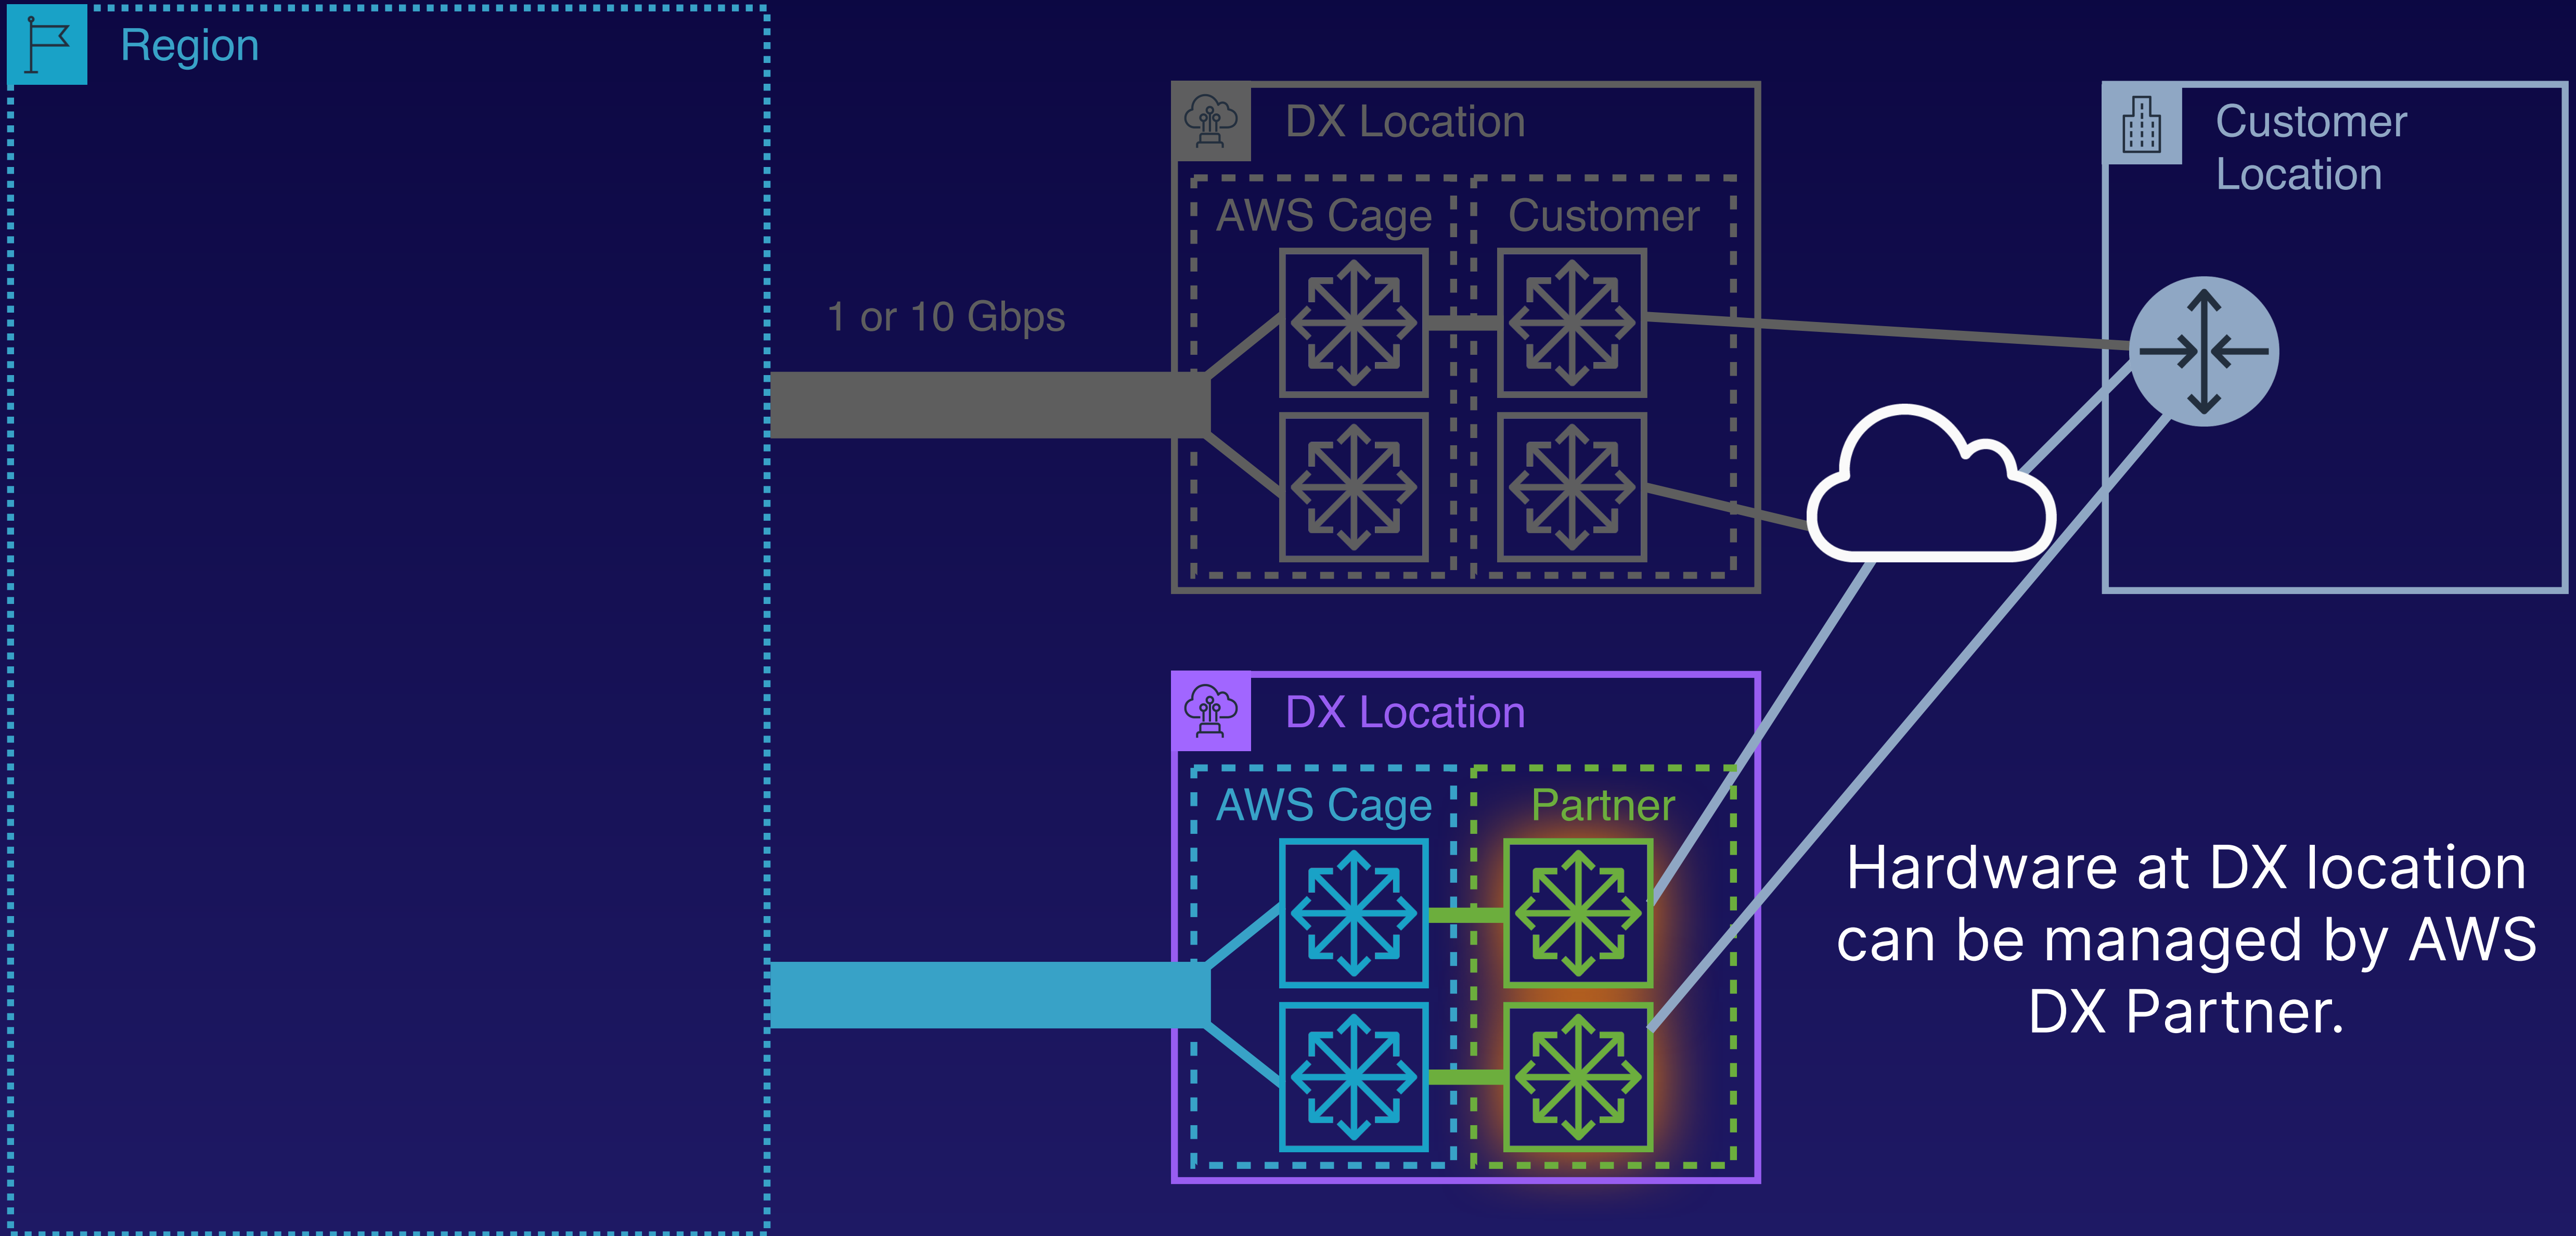 Region
DX Location
Customer
Location
AWS Cage
Customer
1 or 10 Gbps
DX Location
AWS Cage
Partner
Hardware at DX location
can be managed by AWS
DX Partner.